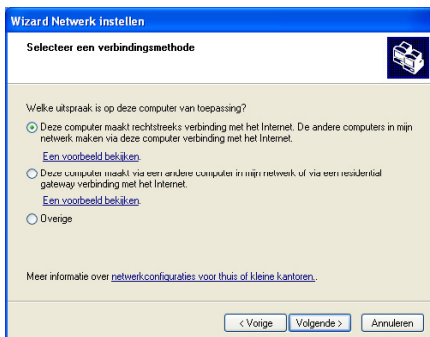 Wizard Netwerk instellen
Selecteer een verbindingsmethode
Welke uitspraak is op deze computer van toepassing?
Deze computer maakt rechtstreeks verbinding met het Internet. De andere computers in mijn
netwerk maken via deze computer verbinding met het Internet.
Een voorbeeld bekijken.
Deze computer maakt via een andere computer in mijn netwerk of via een residential
gateway verbinding met het Internet.
Een voorbeeld bekijken.
Overige
Meer informatie over netwerkconfiguraties voor thuis of kleine kantoren..
< Vorige Volgende > Annuleren